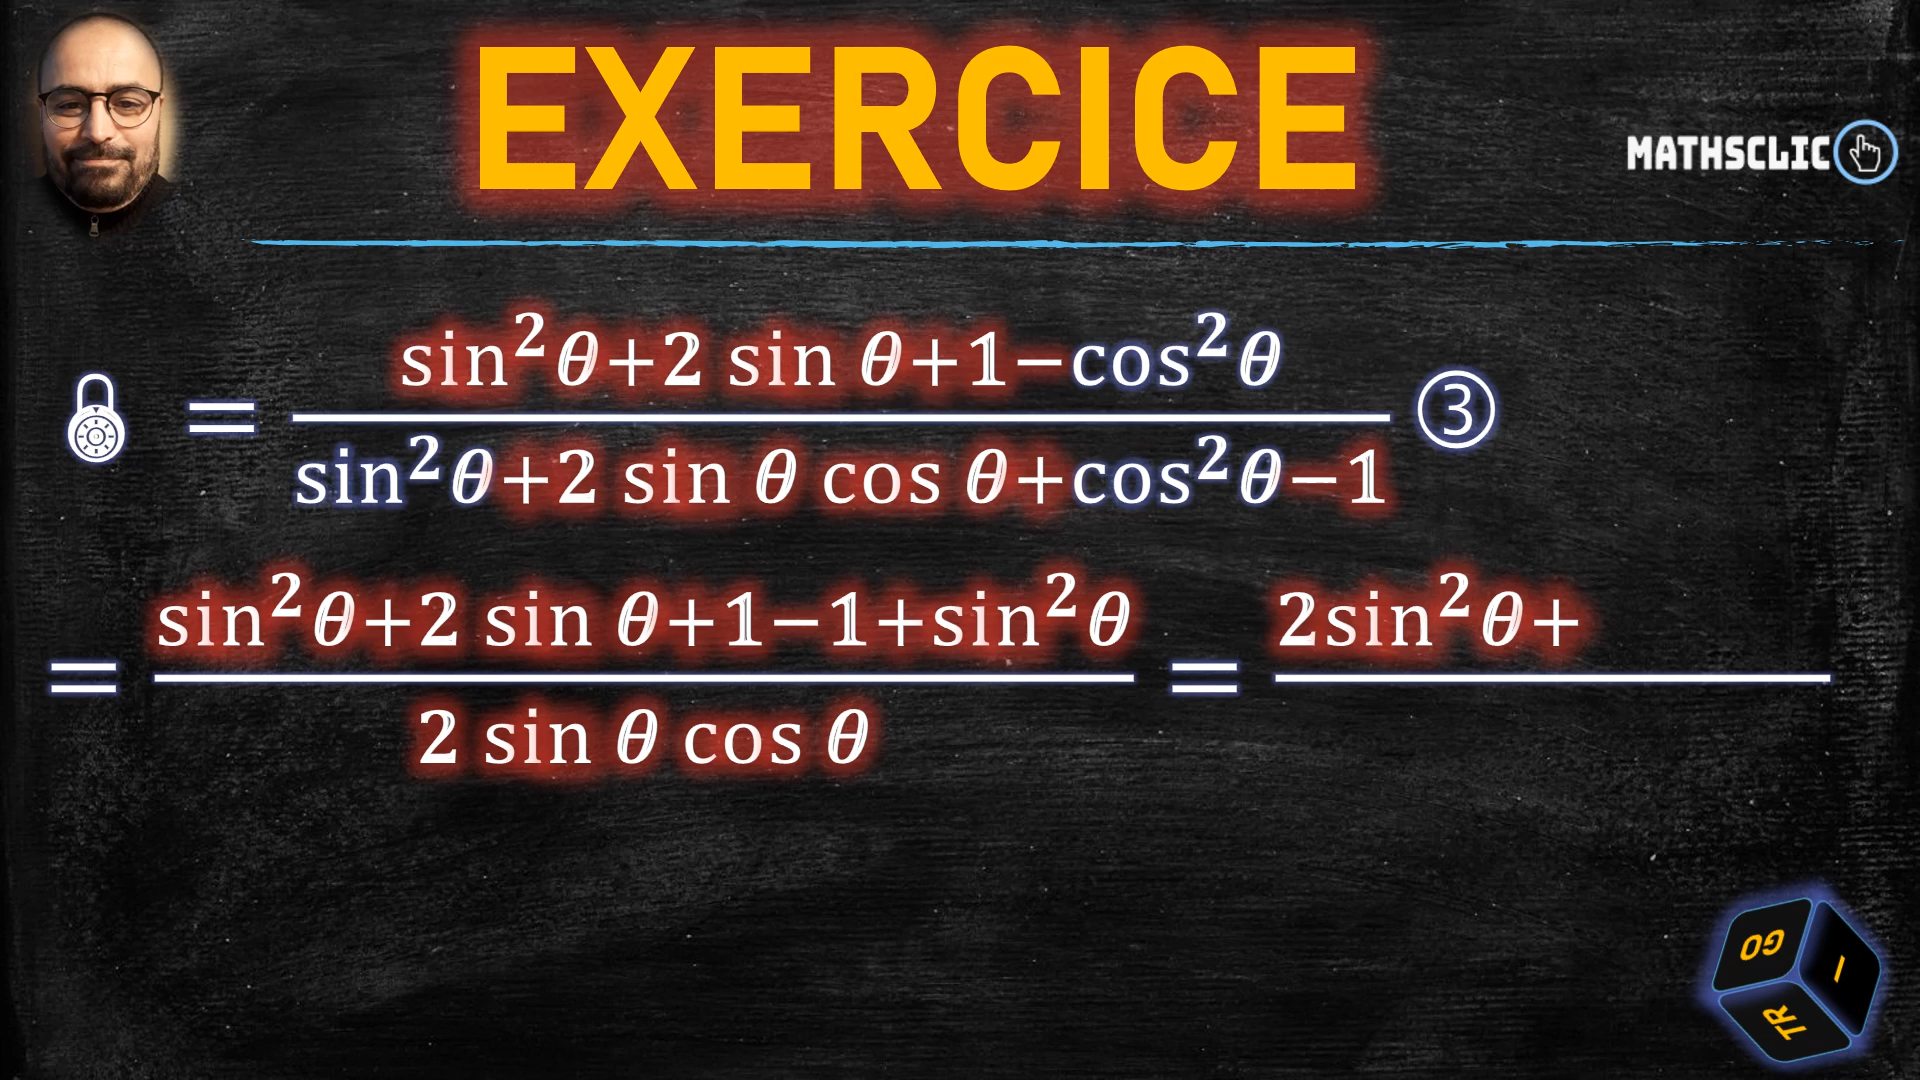 EXERCICE
MATHSCLIC
= sin²θ+2 sin θ+1−cos²θ ③
sin²θ+2 sin θ cos θ+cos²θ−1
= sin²θ+2 sin θ+1−1+sin²θ = 2sin²θ+
2 sin θ cos θ
GO
I
TR